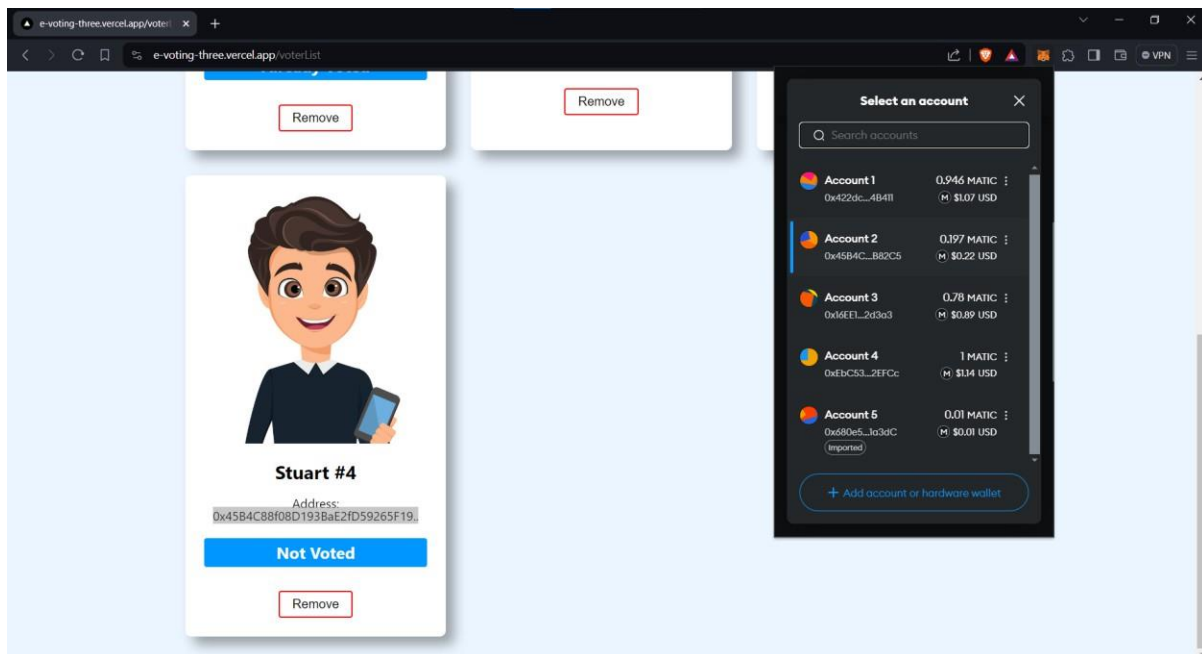 e-voting-three.vercel.app/voterl
e-voting-three.vercel.app/voterList
VPN
Already Voted
Remove
Remove
Stuart #4
Address:
0x45B4C88f08D193BaE2fD59265F19..
Not Voted
Remove
Select an account
Search accounts
Account 1 0.946 MATIC
0x422dc...4B411 M $1.07 USD
Account 2 0.197 MATIC
0x45B4C...B82C5 M $0.22 USD
Account 3 0.78 MATIC
0x16EE1...2d3a3 M $0.89 USD
Account 4 1 MATIC
0xEbC53...2EFCc M $1.14 USD
Account 5 0.01 MATIC
0x680e5...1a3dC M $0.01 USD
Imported
+ Add account or hardware wallet